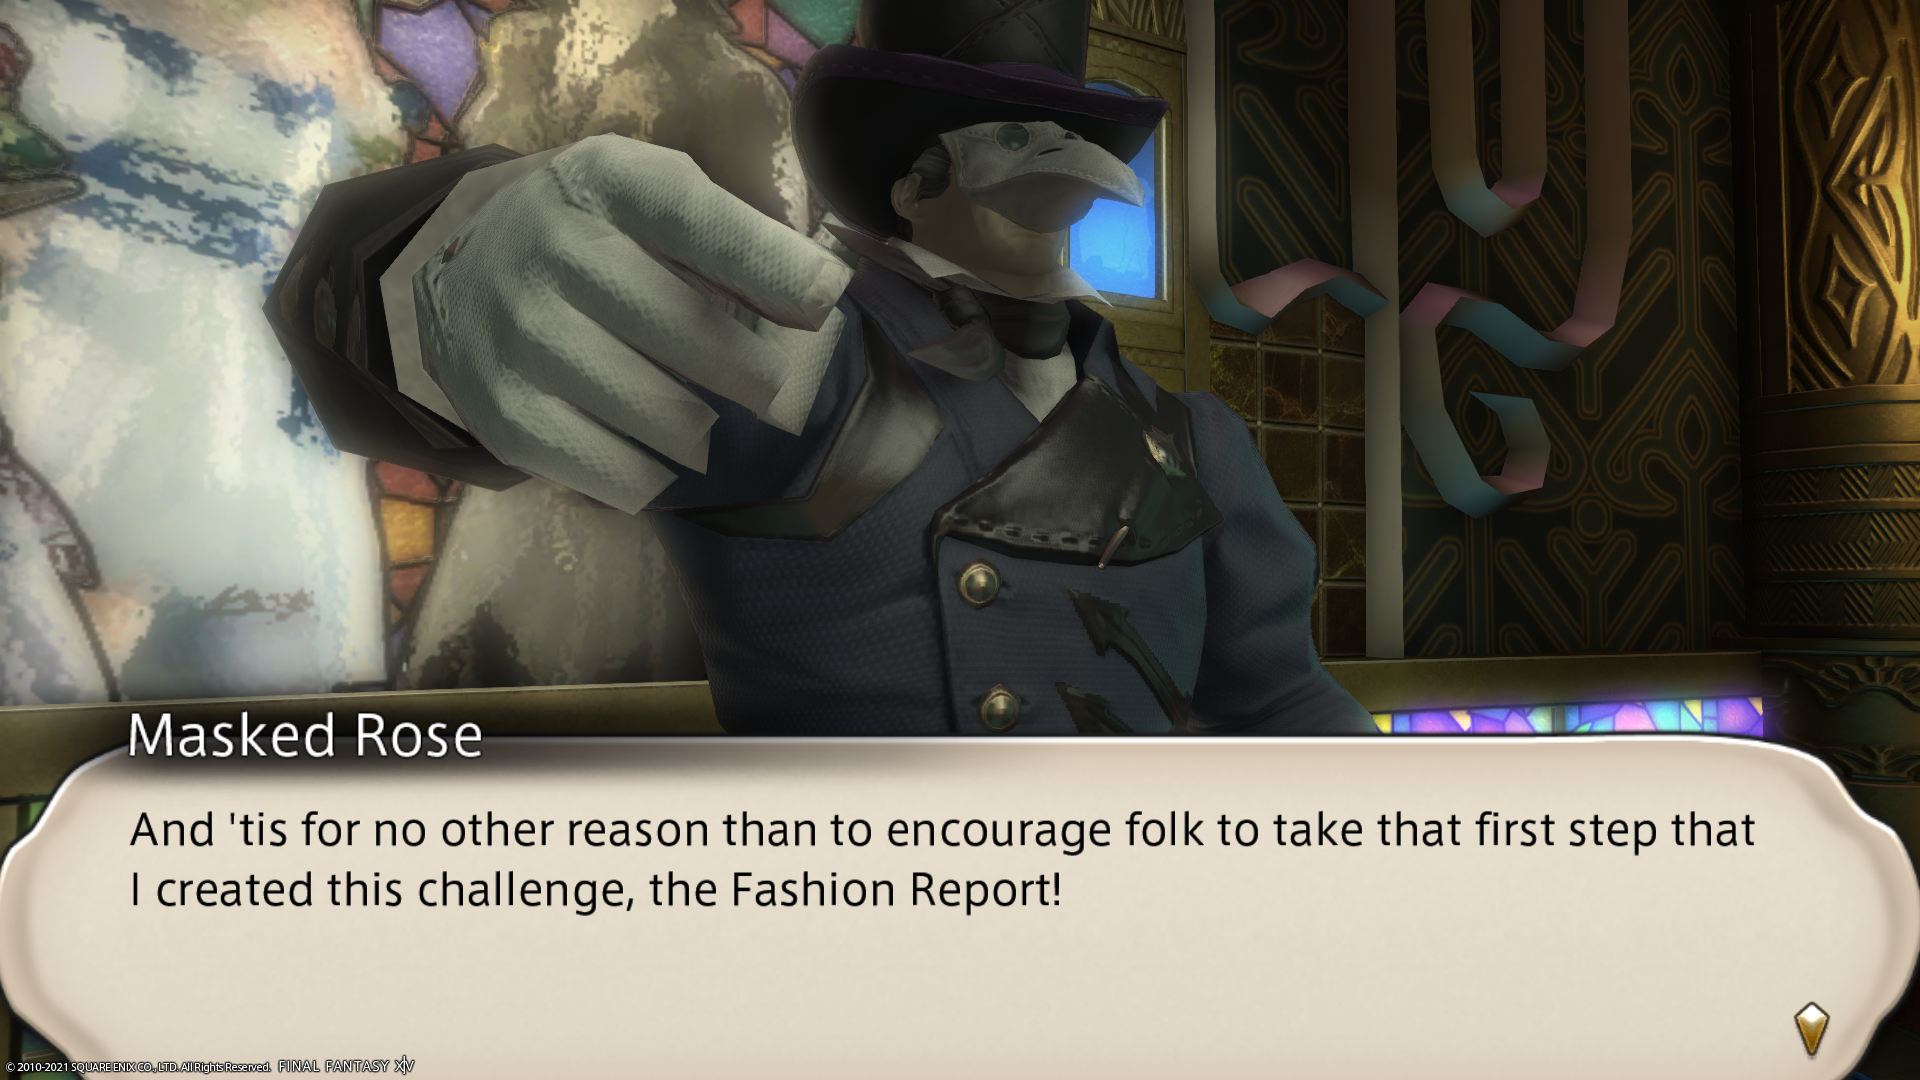 Masked Rose
And 'tis for no other reason than to encourage folk to take that first step that
I created this challenge, the Fashion Report!
© 2010-2021 SQUARE ENIX CO., LTD. All Rights Reserved. FINAL FANTASY XIV